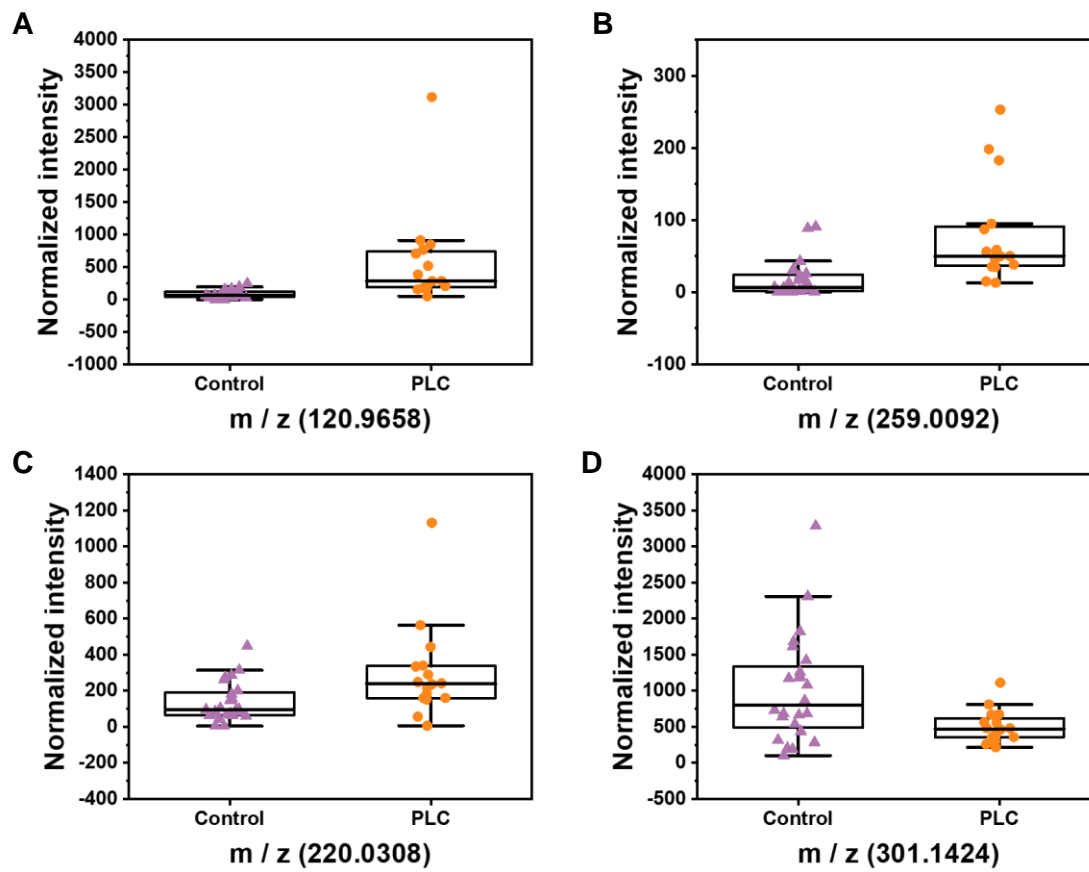 A
Normalized intensity
4000
3500
3000
2500
2000
1500
1000
500
0
-500
-1000
Control
PLC
m / z (120.9658)
B
Normalized intensity
300
200
100
0
-100
Control
PLC
m / z (259.0092)
C
Normalized intensity
1400
1200
1000
800
600
400
200
0
-200
-400
Control
PLC
m / z (220.0308)
D
Normalized intensity
4000
3500
3000
2500
2000
1500
1000
500
0
-500
Control
PLC
m / z (301.1424)